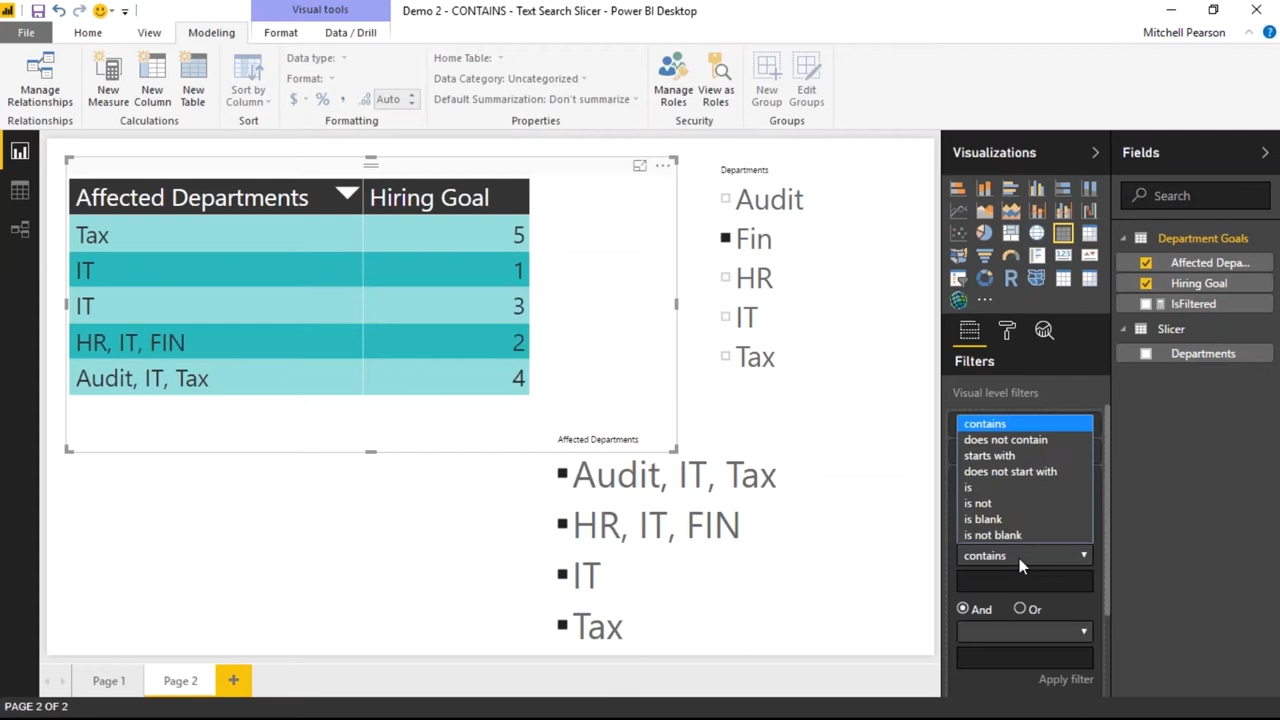 Visual tools
Demo 2 - CONTAINS - Text Search Slicer - Power BI Desktop
File
Home
View
Modeling
Format
Data / Drill
Mitchell Pearson
Manage
Relationships
Relationships
New
Measure
New
Column
New
Table
Calculations
Sort by
Column
Sort
Data type:
Format:
$ % , .00 Auto
Formatting
Home Table:
Data Category: Uncategorized
Default Summarization: Don't summarize
Properties
Manage
Roles
View as
Roles
Security
New
Group
Edit
Groups
Groups
Affected Departments Hiring Goal
Tax 5
IT 1
IT 3
HR, IT, FIN 2
Audit, IT, Tax 4
Departments
Audit
Fin
HR
IT
Tax
Affected Departments
Audit, IT, Tax
HR, IT, FIN
IT
Tax
Visualizations
R
123
Filters
Visual level filters
contains
does not contain
starts with
does not start with
is
is not
is blank
is not blank
contains
And Or
Apply filter
Fields
Search
Department Goals
Affected Depa...
Hiring Goal
IsFiltered
Slicer
Departments
Page 1
Page 2
PAGE 2 OF 2